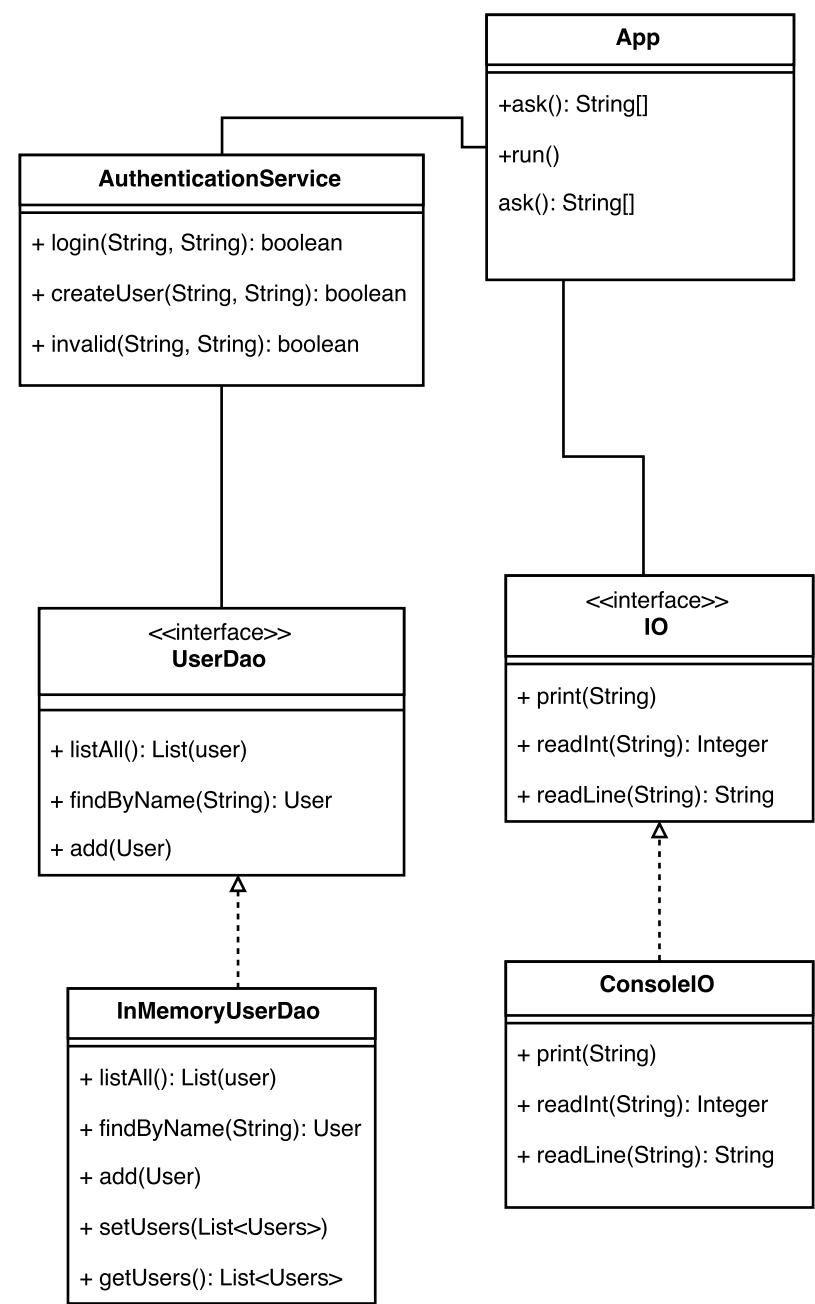 App
+ask(): String[]
+run()
ask(): String[]
AuthenticationService
+ login(String, String): boolean
+ createUser(String, String): boolean
+ invalid(String, String): boolean
<<interface>>
UserDao
+ listAll(): List(user)
+ findByName(String): User
+ add(User)
<<interface>>
IO
+ print(String)
+ readInt(String): Integer
+ readLine(String): String
InMemoryUserDao
+ listAll(): List(user)
+ findByName(String): User
+ add(User)
+ setUsers(List<Users>)
+ getUsers(): List<Users>
ConsoleIO
+ print(String)
+ readInt(String): Integer
+ readLine(String): String